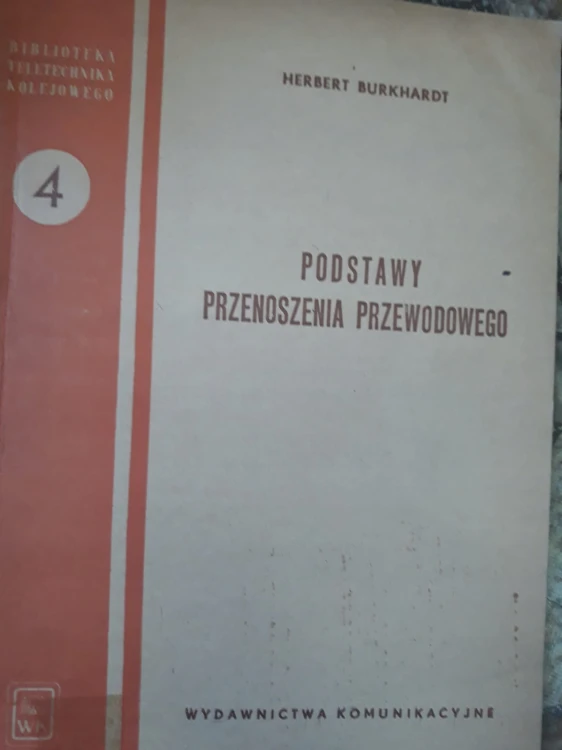 BIBLIOTEKA
TELETECHNIKA
KOLEJOWEGO
4
HERBERT BURKHARDT
PODSTAWY
PRZENOSZENIA PRZEWODOWEGO
WYDAWNICTWA KOMUNIKACYJNE